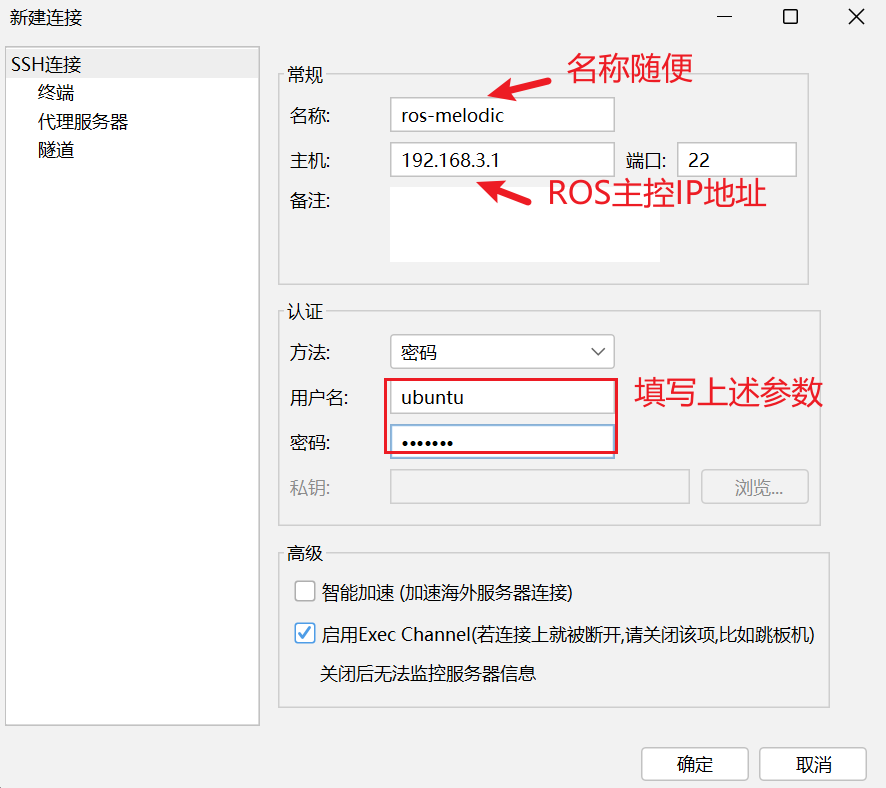 新建连接
SSH连接
终端
代理服务器
隧道
常规
名称随便
名称: ros-melodic
主机: 192.168.3.1 端口: 22
ROS主控IP地址
备注:
认证
方法: 密码
用户名: ubuntu
填写上述参数
密码: •••••••
私钥: 浏览...
高级
智能加速 (加速海外服务器连接)
启用Exec Channel(若连接上就被断开,请关闭该项,比如跳板机)
关闭后无法监控服务器信息
确定 取消